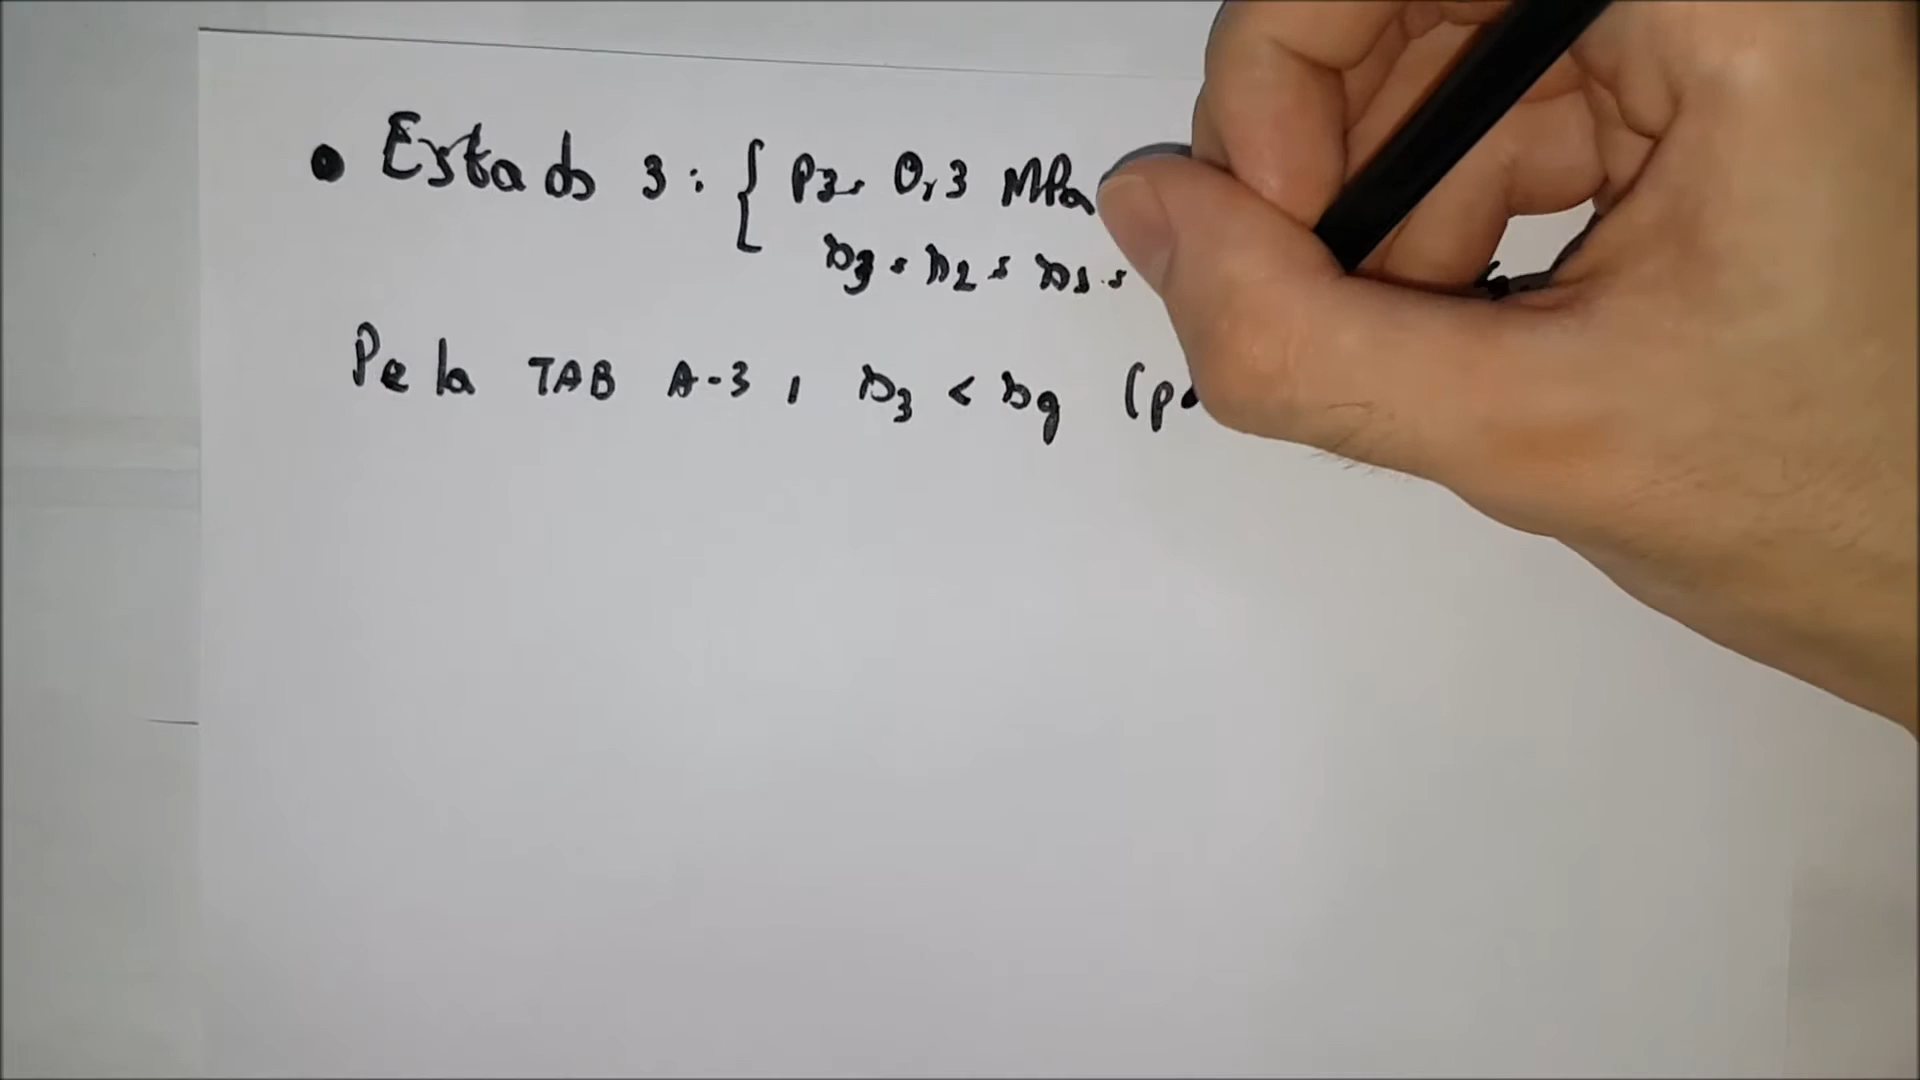 • Estado 3: { P3 = 0,3 MPa
s3 = s2 = s1 =
Pela TAB A-3, s3 < sg (p